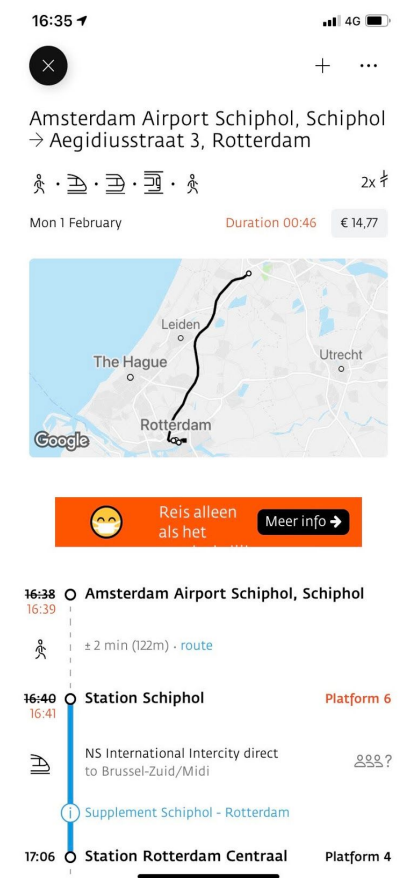 16:35
4G
Amsterdam Airport Schiphol, Schiphol
→ Aegidiusstraat 3, Rotterdam
2x
Mon 1 February
Duration 00:46
€ 14,77
Leiden
The Hague
Utrecht
Rotterdam
Google
Reis alleen
als het
Meer info →
16:38 Amsterdam Airport Schiphol, Schiphol
16:39
± 2 min (122m) · route
16:40 Station Schiphol Platform 6
16:41
NS International Intercity direct
to Brussel-Zuid/Midi
?
i Supplement Schiphol - Rotterdam
17:06 Station Rotterdam Centraal Platform 4